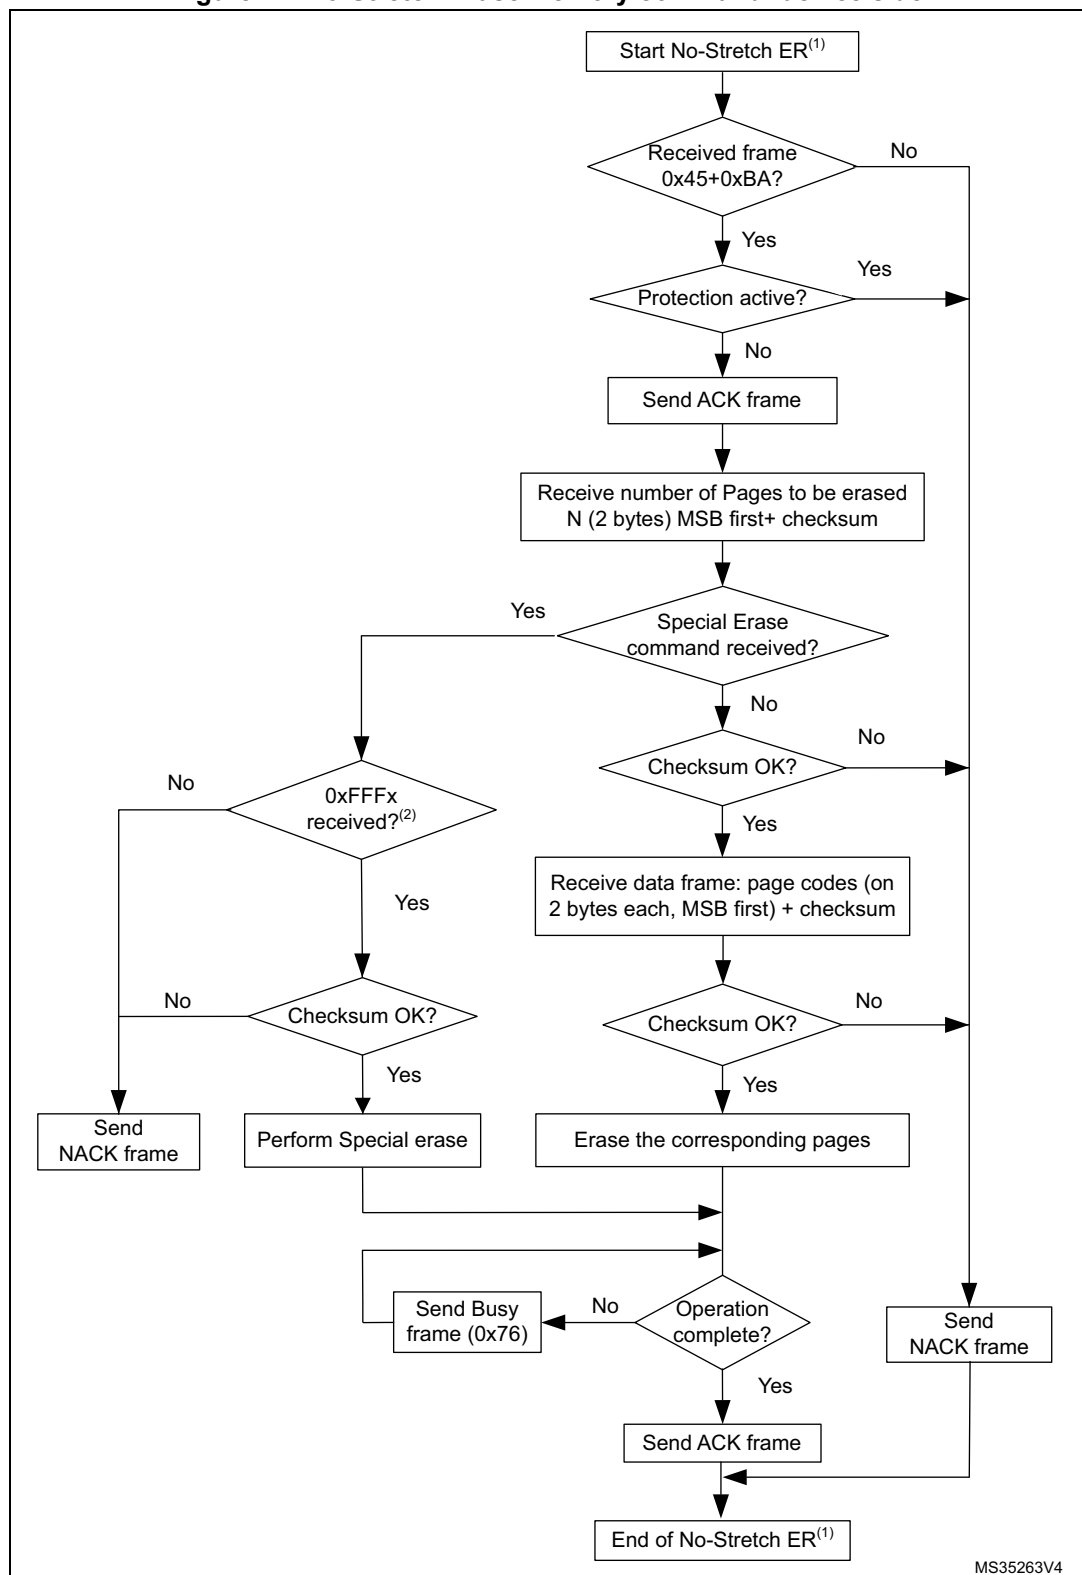 Start No-Stretch ER(1)
Received frame
0x45+0xBA?
No
Yes
Protection active?
Yes
No
Send ACK frame
Receive number of Pages to be erased
N (2 bytes) MSB first+ checksum
Special Erase
command received?
Yes
No
Checksum OK?
No
Yes
0xFFFx
received?(2)
No
Yes
Receive data frame: page codes (on
2 bytes each, MSB first) + checksum
Checksum OK?
No
Yes
Checksum OK?
No
Yes
Send
NACK frame
Perform Special erase
Erase the corresponding pages
Send Busy
frame (0x76)
No
Operation
complete?
Yes
Send
NACK frame
Send ACK frame
End of No-Stretch ER(1)
MS35263V4